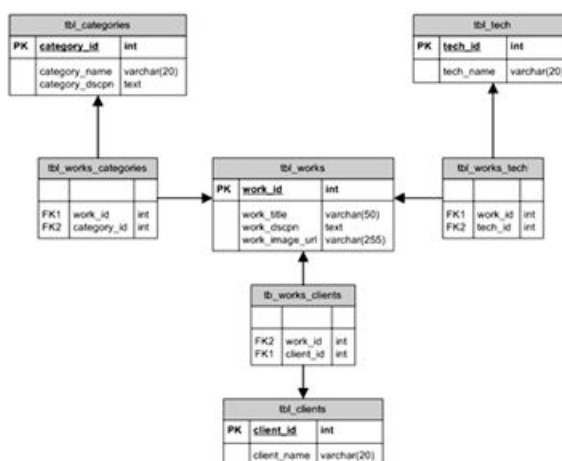 tbl_categories
PK category_id int
category_name varchar(20)
category_dscpn text
tbl_tech
PK tech_id int
tech_name varchar(20)
tbl_works_categories
FK1 work_id int
FK2 category_id int
tbl_works
PK work_id int
work_title varchar(50)
work_dscpn text
work_image_url varchar(255)
tbl_works_tech
FK1 work_id int
FK2 tech_id int
tb_works_clients
FK2 work_id int
FK1 client_id int
tbl_clients
PK client_id int
client_name varchar(20)